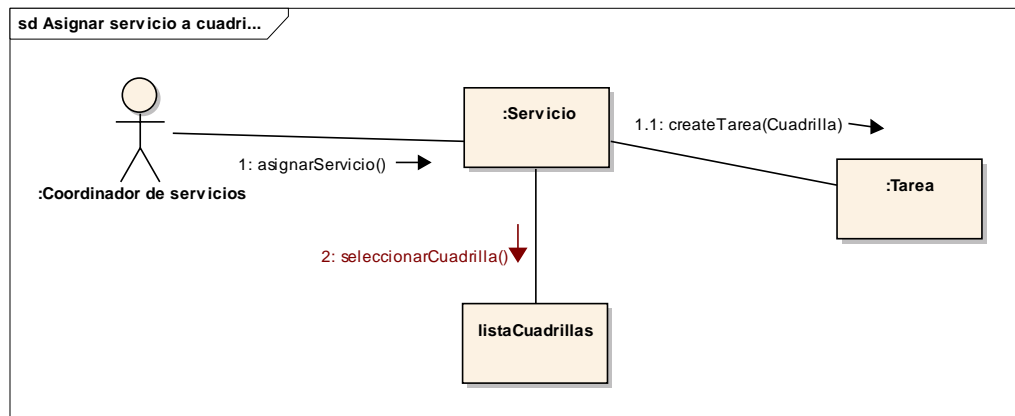 sd Asignar servicio a cuadri...
:Servicio
1.1: createTarea(Cuadrilla)
1: asignarServicio()
:Tarea
:Coordinador de servicios
2: seleccionarCuadrilla()
listaCuadrillas